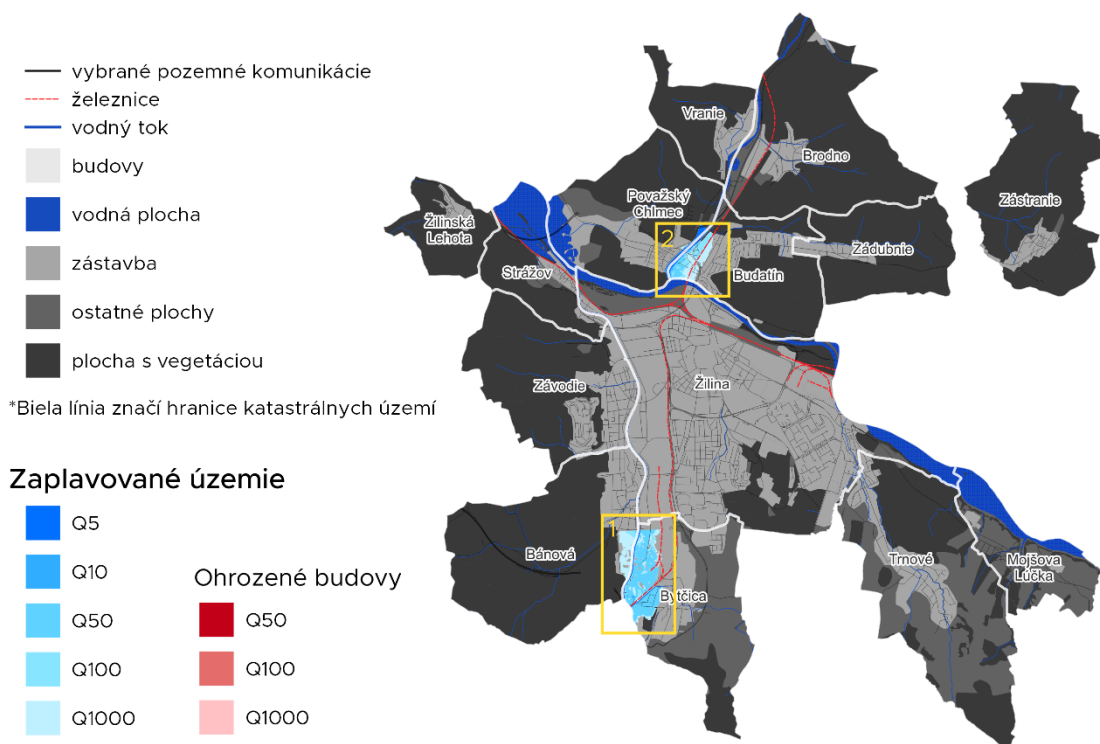 vybrané pozemné komunikácie
železnice
vodný tok
budovy
vodná plocha
zástavba
ostatné plochy
plocha s vegetáciou
*Biela línia značí hranice katastrálnych území
Zaplavované územie
Q5
Q10
Q50
Q100
Q1000
Ohrozené budovy
Q50
Q100
Q1000
Vranie
Brodno
Považský
Chlmec
Žilinská
Lehota
Zástranie
2
Zádubnie
Strážov
Budatín
Závodie
Žilina
1
Bánová
Bytčica
Trnové
Mojšova
Lúčka